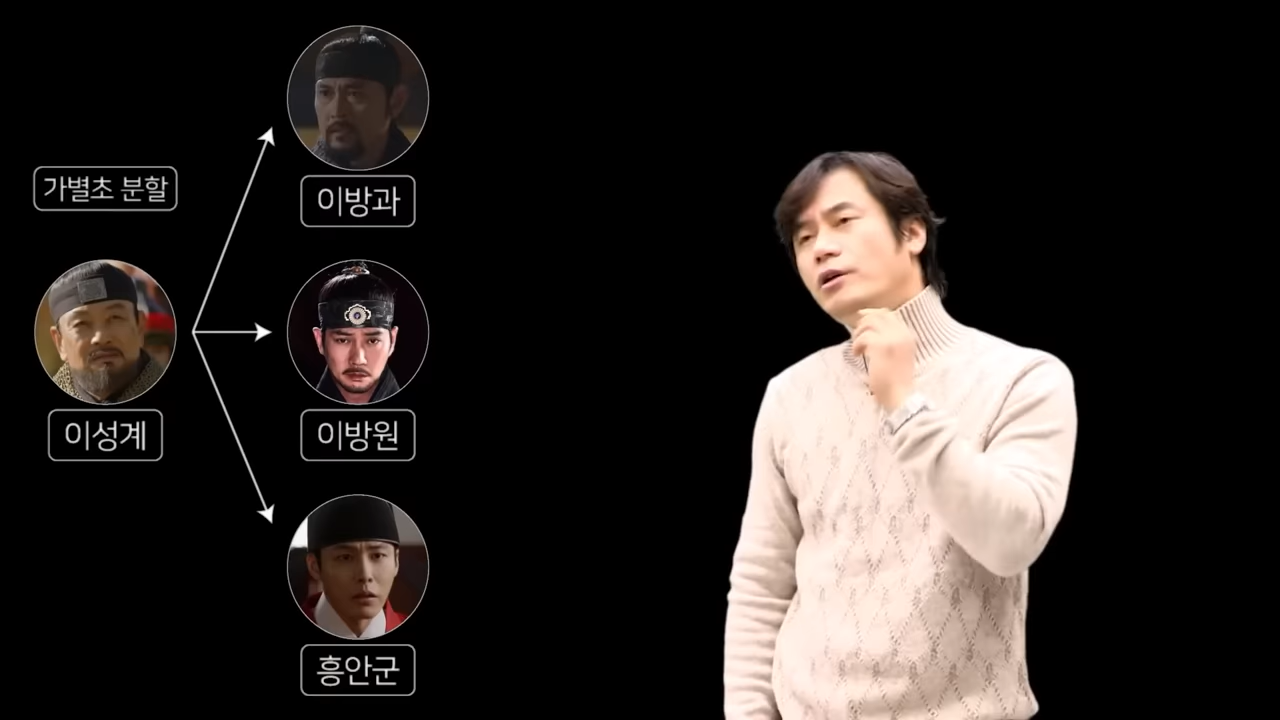 가별초 분할
이성계
이방과
이방원
흥안군